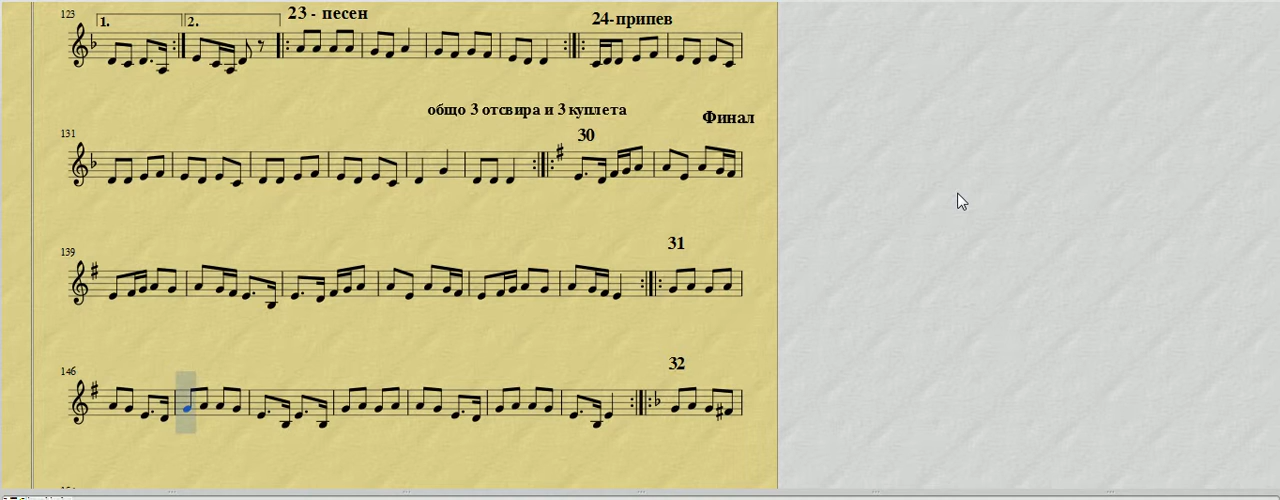 123
1.
2.
23 - песен
24-припев
общо 3 отсвира и 3 куплета
Финал
131
30
139
31
146
32